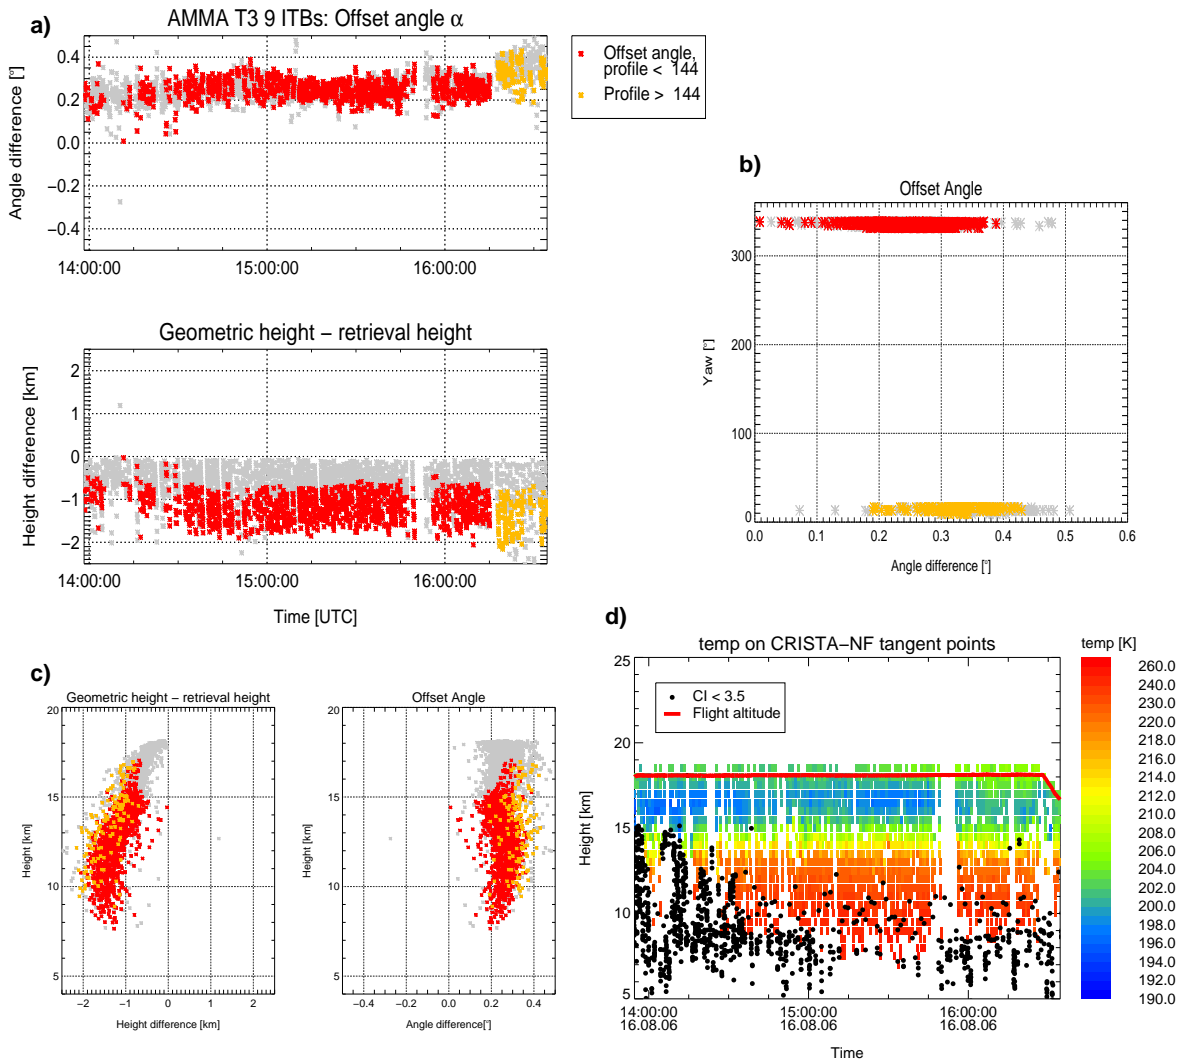 a)
AMMA T3 9 ITBs: Offset angle α
0.4
0.2
0.0
−0.2
−0.4
Angle difference [°]
14:00:00 15:00:00 16:00:00
Offset angle,
profile < 144
Profile > 144
Geometric height − retrieval height
2
1
0
−1
−2
Height difference [km]
14:00:00 15:00:00 16:00:00
Time [UTC]
b)
Offset Angle
300
200
100
0
Yaw [°]
0.0 0.1 0.2 0.3 0.4 0.5 0.6
Angle difference [°]
c)
Geometric height − retrieval height
20
15
10
5
4
Height [km]
−2 −1 0 1 2
Height difference [km]
Offset Angle
20
15
10
5
4
Height [km]
−0.4 −0.2 0.0 0.2 0.4
Angle difference[°]
d)
temp on CRISTA−NF tangent points
25
20
15
10
5
Height [km]
CI < 3.5
Flight altitude
14:00:00 15:00:00 16:00:00
16.08.06 16.08.06 16.08.06
Time
temp [K]
260.0
240.0
230.0
220.0
218.0
216.0
214.0
212.0
210.0
208.0
206.0
204.0
202.0
200.0
198.0
196.0
194.0
192.0
190.0